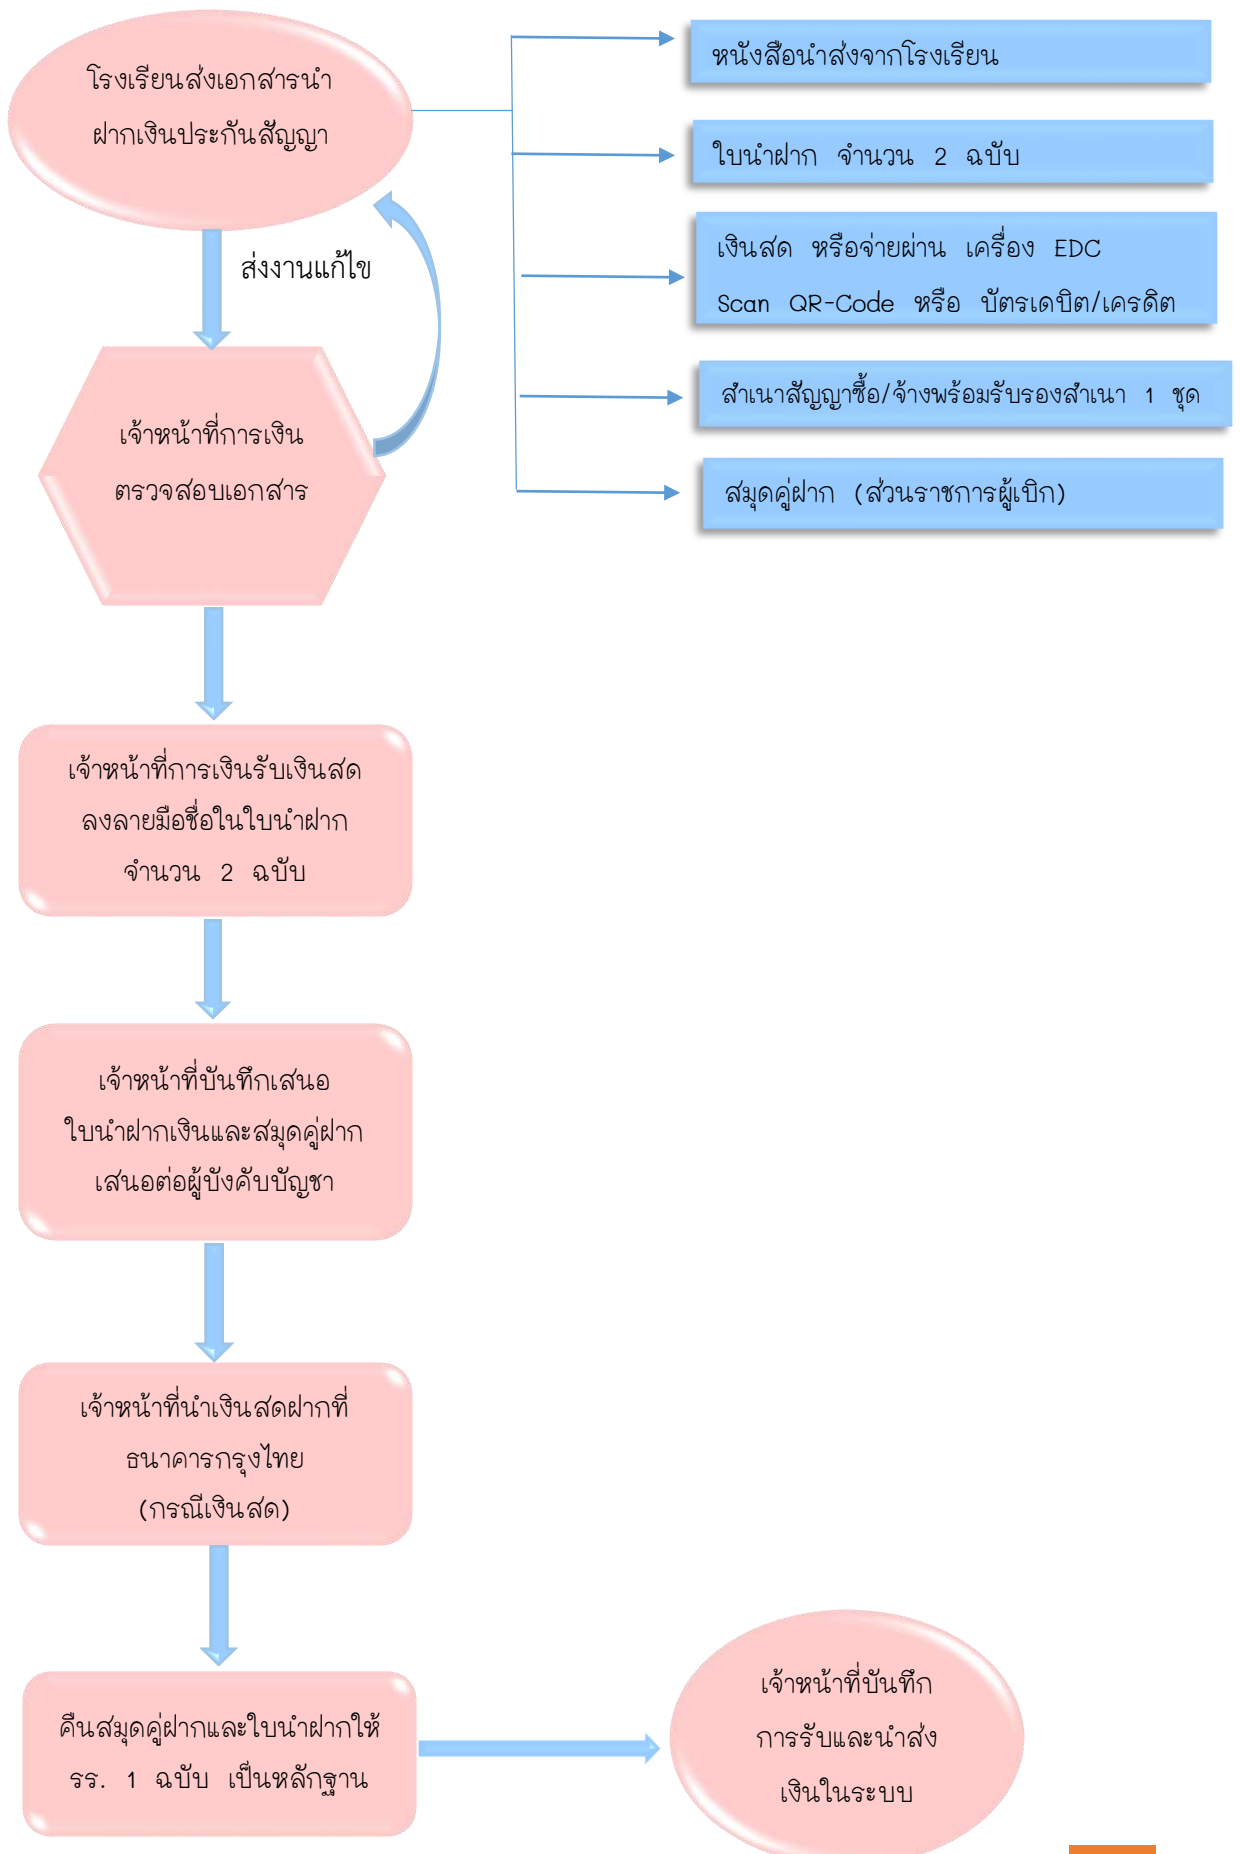 โรงเรียนส่งเอกสารนำ
ฝากเงินประกันสัญญา
หนังสือนำส่งจากโรงเรียน
ใบนำฝาก จำนวน 2 ฉบับ
เงินสด หรือจ่ายผ่าน เครื่อง EDC
Scan QR-Code หรือ บัตรเดบิต/เครดิต
สำเนาสัญญาซื้อ/จ้างพร้อมรับรองสำเนา 1 ชุด
สมุดคู่ฝาก (ส่วนราชการผู้เบิก)
ส่งงานแก้ไข
เจ้าหน้าที่การเงิน
ตรวจสอบเอกสาร
เจ้าหน้าที่การเงินรับเงินสด
ลงลายมือชื่อในใบนำฝาก
จำนวน 2 ฉบับ
เจ้าหน้าที่บันทึกเสนอ
ใบนำฝากเงินและสมุดคู่ฝาก
เสนอต่อผู้บังคับบัญชา
เจ้าหน้าที่นำเงินสดฝากที่
ธนาคารกรุงไทย
(กรณีเงินสด)
คืนสมุดคู่ฝากและใบนำฝากให้
รร. 1 ฉบับ เป็นหลักฐาน
เจ้าหน้าที่บันทึก
การรับและนำส่ง
เงินในระบบ